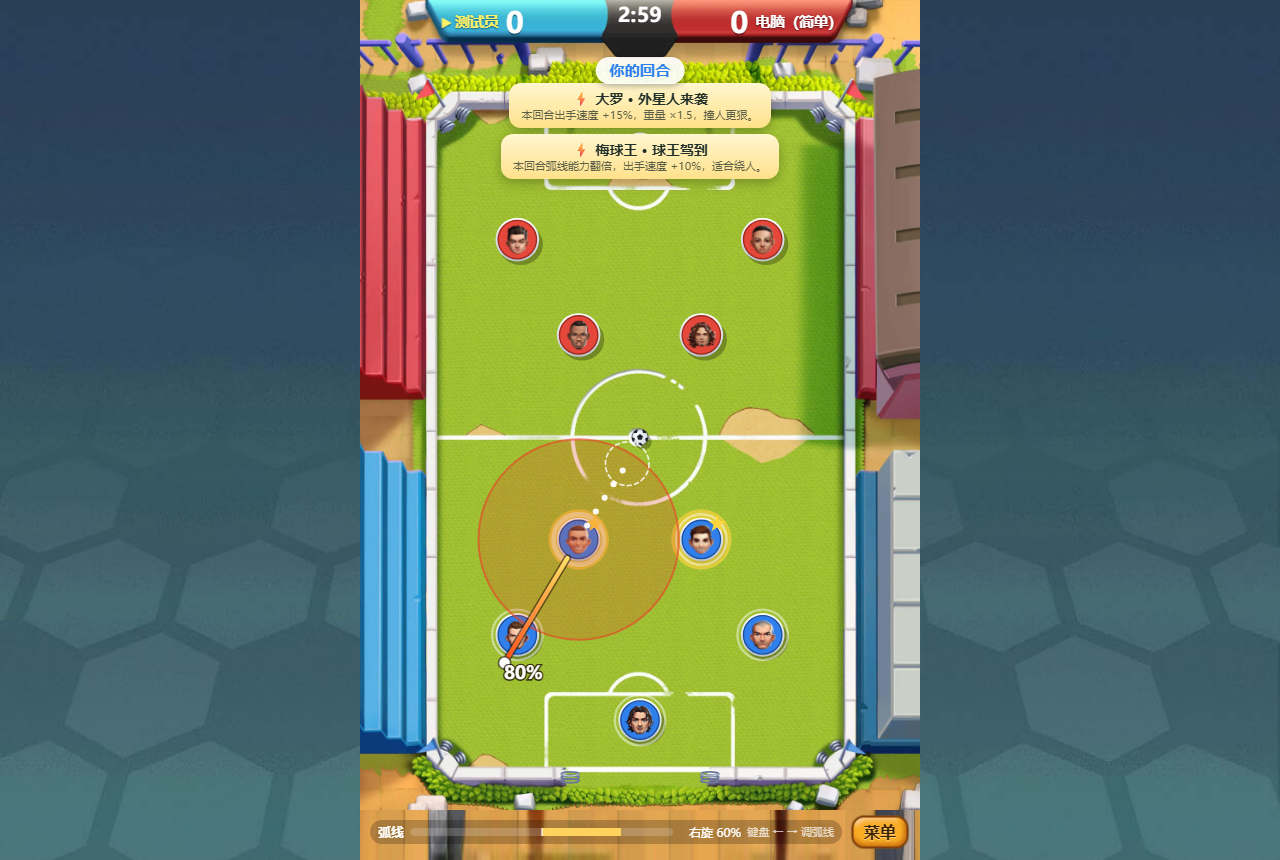 ▶测试员 0
2:59
0 电脑（简单）
你的回合
大罗 • 外星人来袭
本回合出手速度 +15%，重量 ×1.5，撞人更狠。
梅球王 • 球王驾到
本回合弧线能力翻倍，出手速度 +10%，适合绕人。
80%
弧线
右旋 60% 键盘 ← → 调弧线
菜单